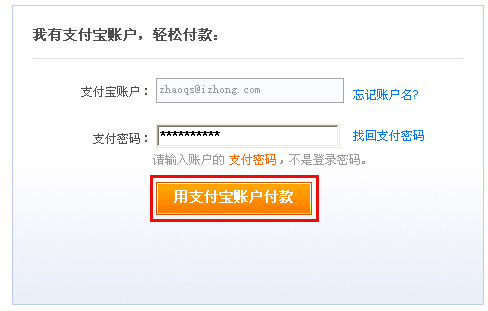 我有支付宝账户，轻松付款：
支付宝账户： zhaoqs@izhong.com 忘记账户名?
支付密码： ********** 找回支付密码
请输入账户的 支付密码，不是登录密码。
用支付宝账户付款